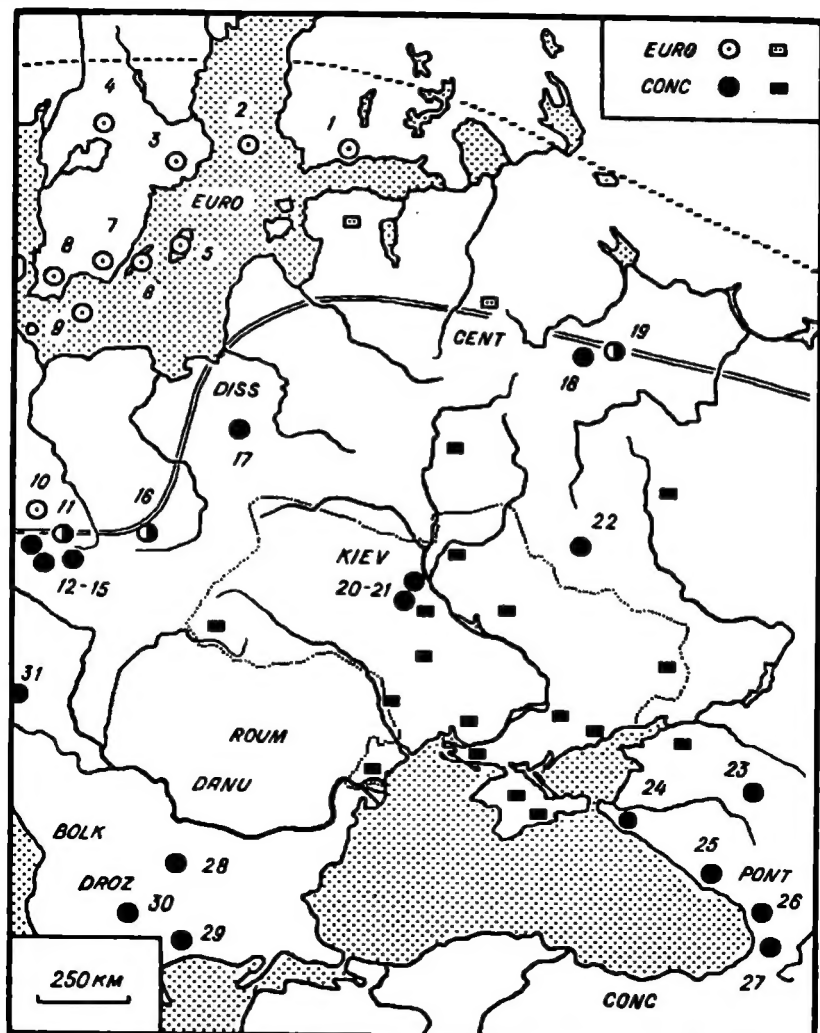 EURO
CONC
4
3
2
1
EURO
8
7
6
5
9
CENT
19
18
DISS
17
10
11
16
22
KIEV
20-21
12-15
31
ROUM
DANU
23
24
BOLK
28
25
PONT
DROZ
30
26
29
27
250 KM
CONC